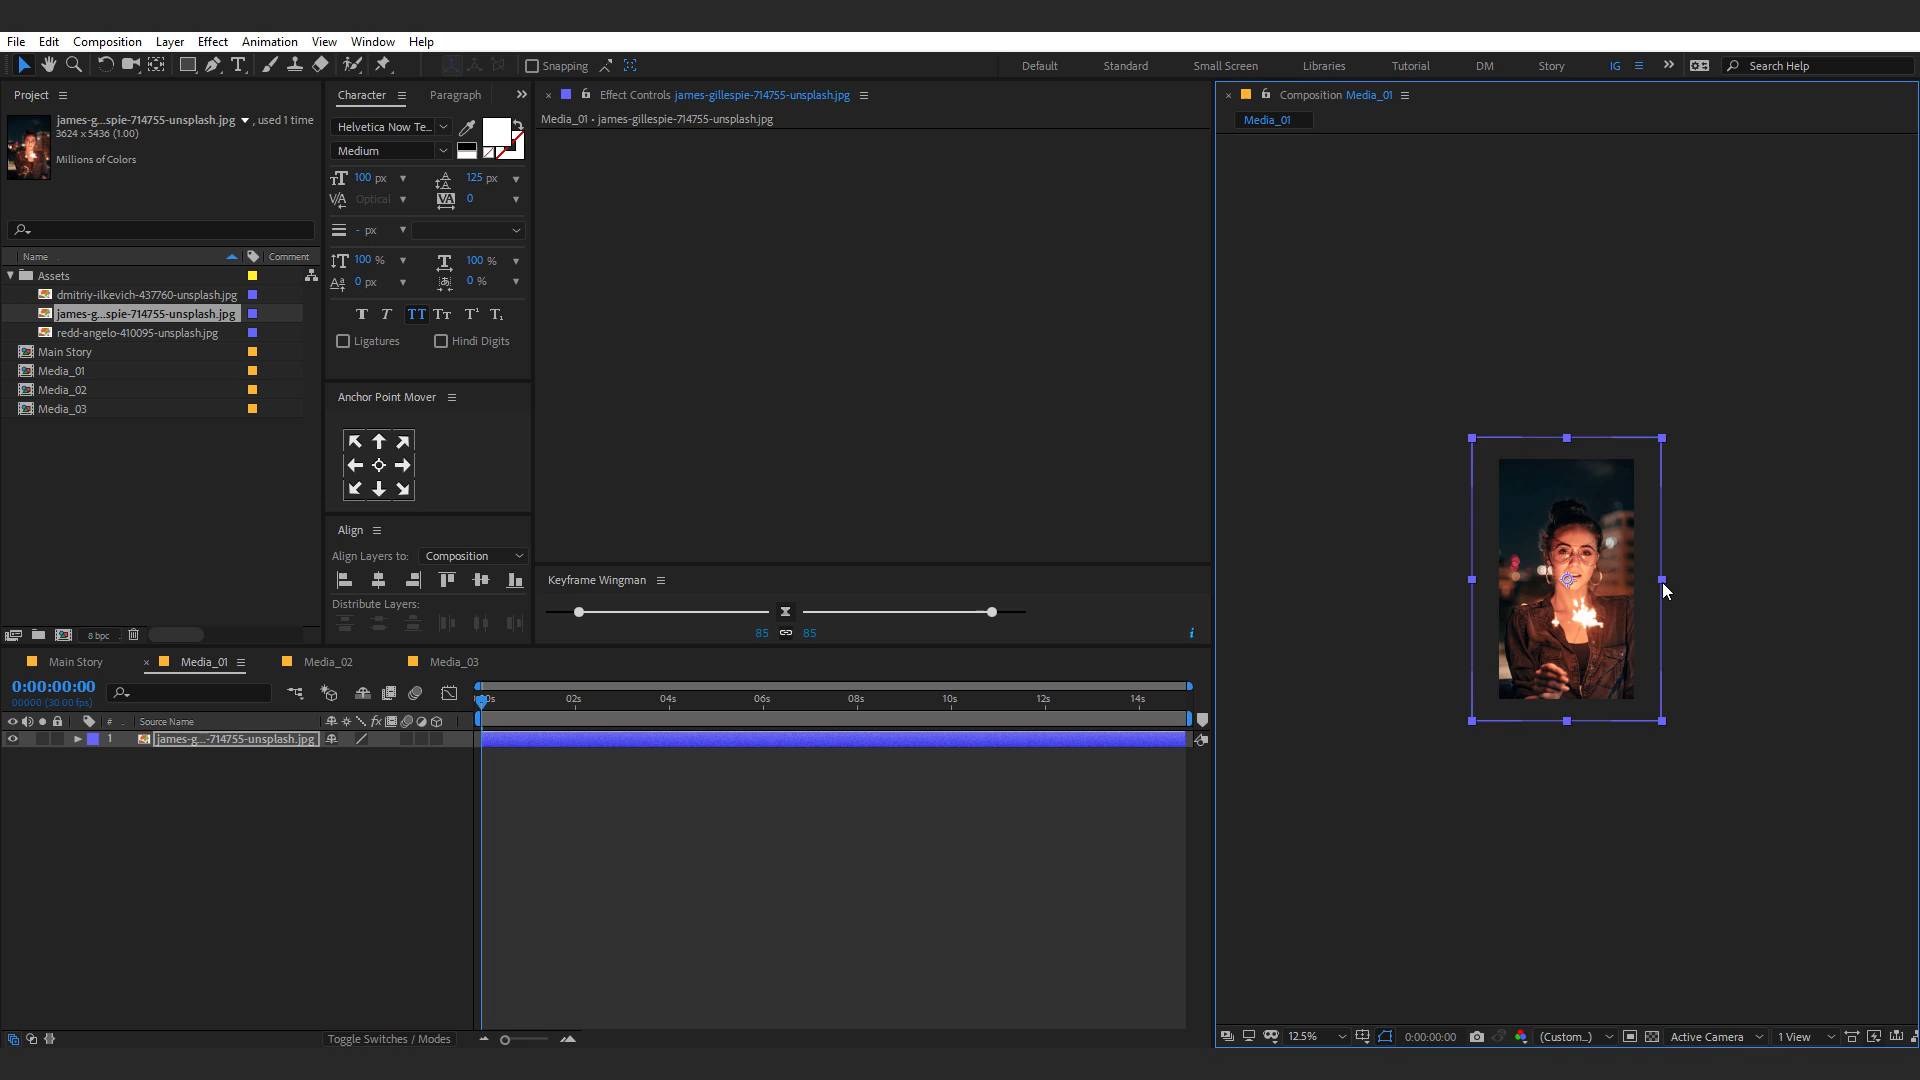 File Edit Composition Layer Effect Animation View Window Help
Snapping Default Standard Small Screen Libraries Tutorial DM Story IG Search Help
Project
james-g...spie-714755-unsplash.jpg , used 1 time
3624 x 5436 (1.00)
Millions of Colors
Name Comment
Assets
dmitriy-ilkevich-437760-unsplash.jpg
james-g...spie-714755-unsplash.jpg
redd-angelo-410095-unsplash.jpg
Main Story
Media_01
Media_02
Media_03
8 bpc
Character Paragraph
Helvetica Now Te...
Medium
100 px 125 px
Optical 0
- px
100 % 100 %
0 px 0 %
Ligatures Hindi Digits
Anchor Point Mover
Align
Align Layers to: Composition
Distribute Layers:
Effect Controls james-gillespie-714755-unsplash.jpg
Media_01 • james-gillespie-714755-unsplash.jpg
Keyframe Wingman
85 85
Composition Media_01
Media_01
12.5% 0:00:00:00 (Custom...) Active Camera 1 View
Main Story Media_01 Media_02 Media_03
0:00:00:00
00000 (30.00 fps)
02s 04s 06s 08s 10s 12s 14s
# Source Name
1 james-g...-714755-unsplash.jpg
Toggle Switches / Modes